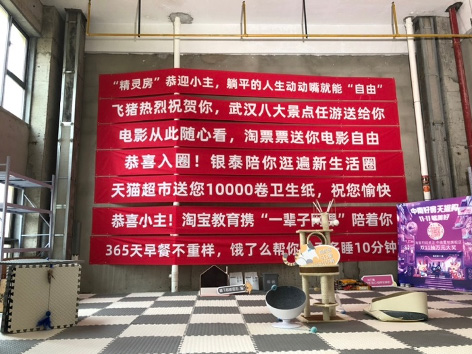 “精灵房”恭迎小主，躺平的人生动动嘴就能“自由”
飞猪热烈祝贺你，武汉八大景点任游送给你
电影从此随心看，淘票票送你电影自由
恭喜入圈！银泰陪你逛遍新生活圈
天猫超市送您10000卷卫生纸，祝您愉快
恭喜小主！淘宝教育携“一辈子 陪着你
365天早餐不重样，饿了么帮你 睡10分钟